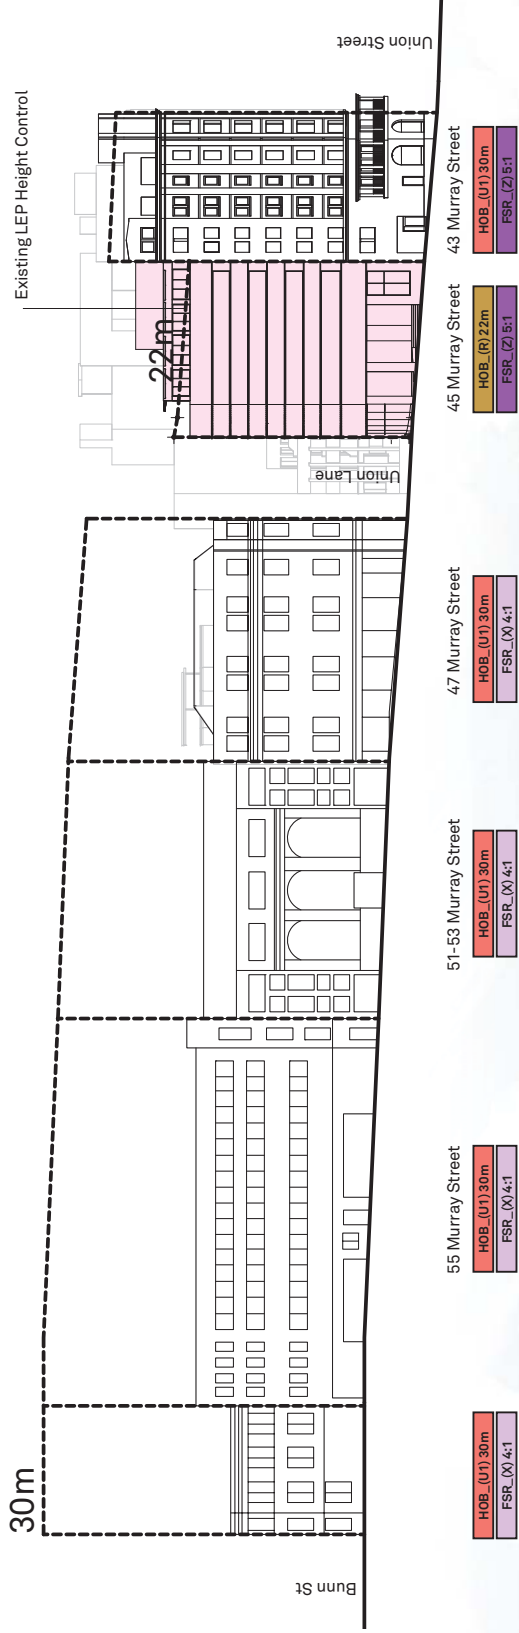 30m
Existing LEP Height Control
22m
Bunn St
Union Lane
Union Street
HOB_(U1) 30m
FSR_(X) 4:1
55 Murray Street
HOB_(U1) 30m
FSR_(X) 4:1
51-53 Murray Street
HOB_(U1) 30m
FSR_(X) 4:1
47 Murray Street
HOB_(U1) 30m
FSR_(X) 4:1
45 Murray Street
HOB_(R) 22m
FSR_(Z) 5:1
43 Murray Street
HOB_(U1) 30m
FSR_(Z) 5:1